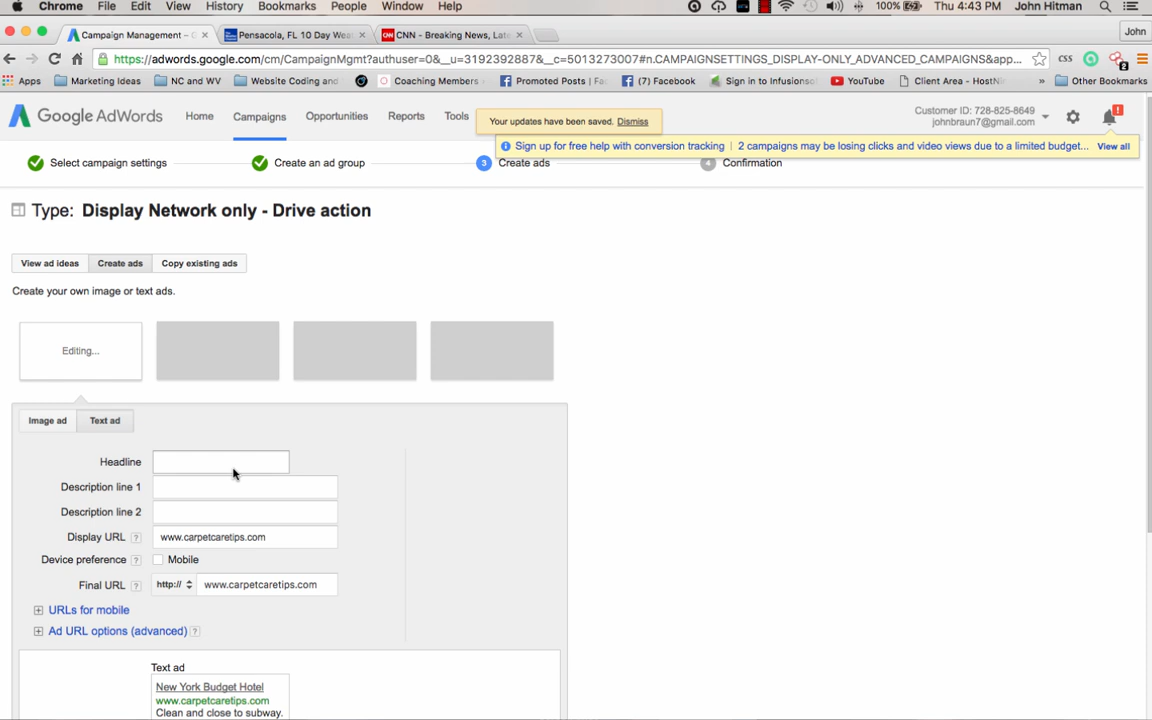 Chrome File Edit View History Bookmarks People Window Help 100% Thu 4:43 PM John Hitman
Campaign Management – G × Pensacola, FL 10 Day Wea × CNN - Breaking News, Late × John
https://adwords.google.com/cm/CampaignMgmt?authuser=0&__u=3192392887&__c=5013273007#n.CAMPAIGNSETTINGS_DISPLAY-ONLY_ADVANCED_CAMPAIGNS&app... CSS 2
Apps Marketing Ideas NC and WV Website Coding and Coaching Members Promoted Posts | Fac (7) Facebook Sign in to Infusionso YouTube Client Area - HostNi » Other Bookmarks
Google AdWords Home Campaigns Opportunities Reports Tools Your updates have been saved. Dismiss
Customer ID: 728-825-8649
johnbraun7@gmail.com
!
Sign up for free help with conversion tracking | 2 campaigns may be losing clicks and video views due to a limited budget... View all
Select campaign settings Create an ad group 3 Create ads 4 Confirmation
Type: Display Network only - Drive action
View ad ideas Create ads Copy existing ads
Create your own image or text ads.
Editing...
Image ad Text ad
Headline
Description line 1
Description line 2
Display URL ? www.carpetcaretips.com
Device preference ? Mobile
Final URL ? http:// www.carpetcaretips.com
URLs for mobile
Ad URL options (advanced) ?
Text ad
New York Budget Hotel
www.carpetcaretips.com
Clean and close to subway.